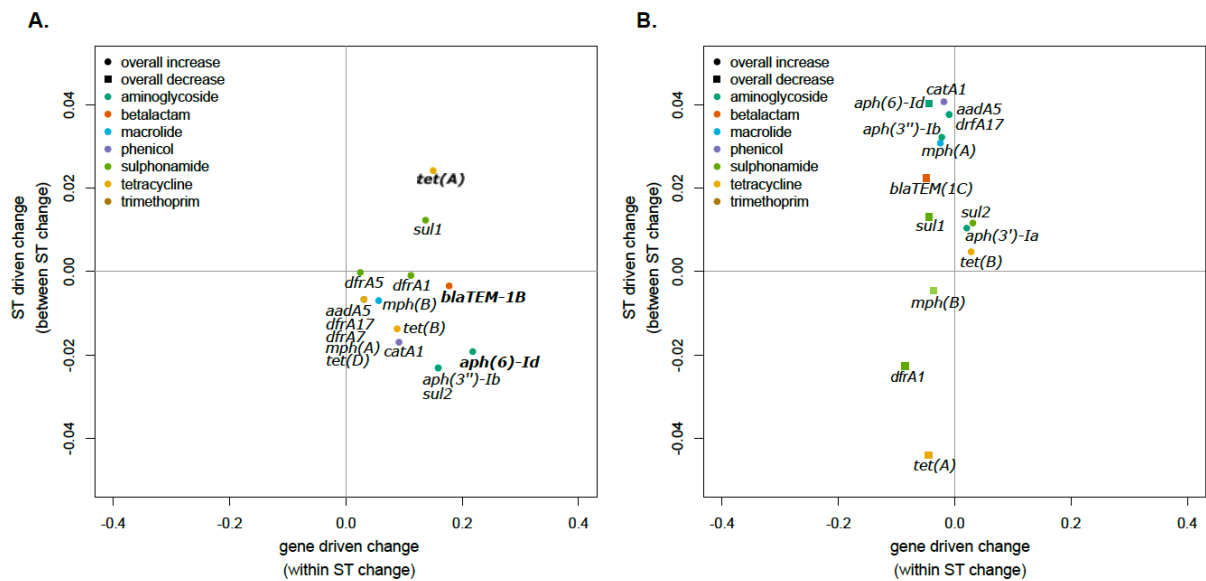 A.
overall increase
overall decrease
aminoglycoside
betalactam
macrolide
phenicol
sulphonamide
tetracycline
trimethoprim
tet(A)
sul1
dfrA5
dfrA1
blaTEM-1B
aadA5
mph(B)
dfrA17
tet(B)
dfrA7
mph(A)
catA1
tet(D)
aph(6)-Id
aph(3'')-Ib
sul2
0.04
0.02
0.00
-0.02
-0.04
ST driven change
(between ST change)
-0.4
-0.2
0.0
0.2
0.4
gene driven change
(within ST change)
B.
overall increase
overall decrease
aminoglycoside
betalactam
macrolide
phenicol
sulphonamide
tetracycline
trimethoprim
catA1
aph(6)-Id
aadA5
drfA17
aph(3'')-Ib
mph(A)
blaTEM(1C)
sul2
sul1
aph(3')-Ia
tet(B)
mph(B)
dfrA1
tet(A)
0.04
0.02
0.00
-0.02
-0.04
ST driven change
(between ST change)
-0.4
-0.2
0.0
0.2
0.4
gene driven change
(within ST change)